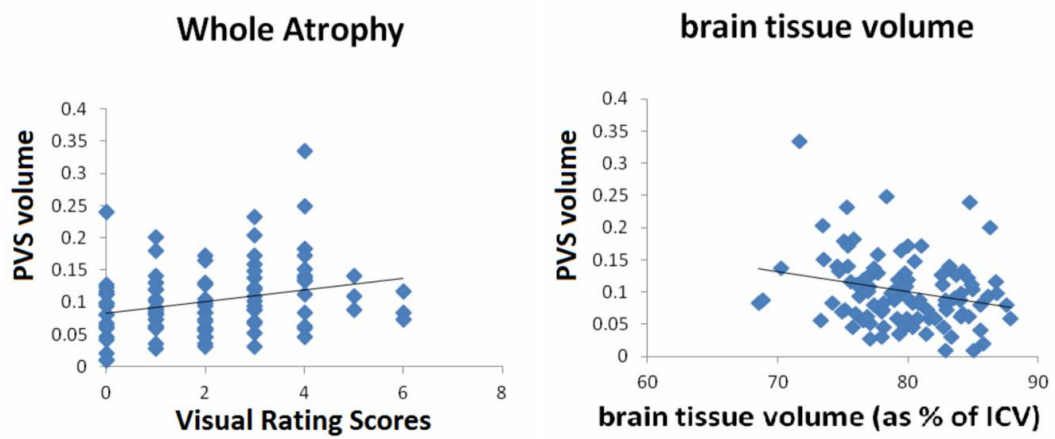 Whole Atrophy
PVS volume
0.4
0.35
0.3
0.25
0.2
0.15
0.1
0.05
0
0 2 4 6 8
Visual Rating Scores
brain tissue volume
PVS volume
0.4
0.35
0.3
0.25
0.2
0.15
0.1
0.05
0
60 70 80 90
brain tissue volume (as % of ICV)